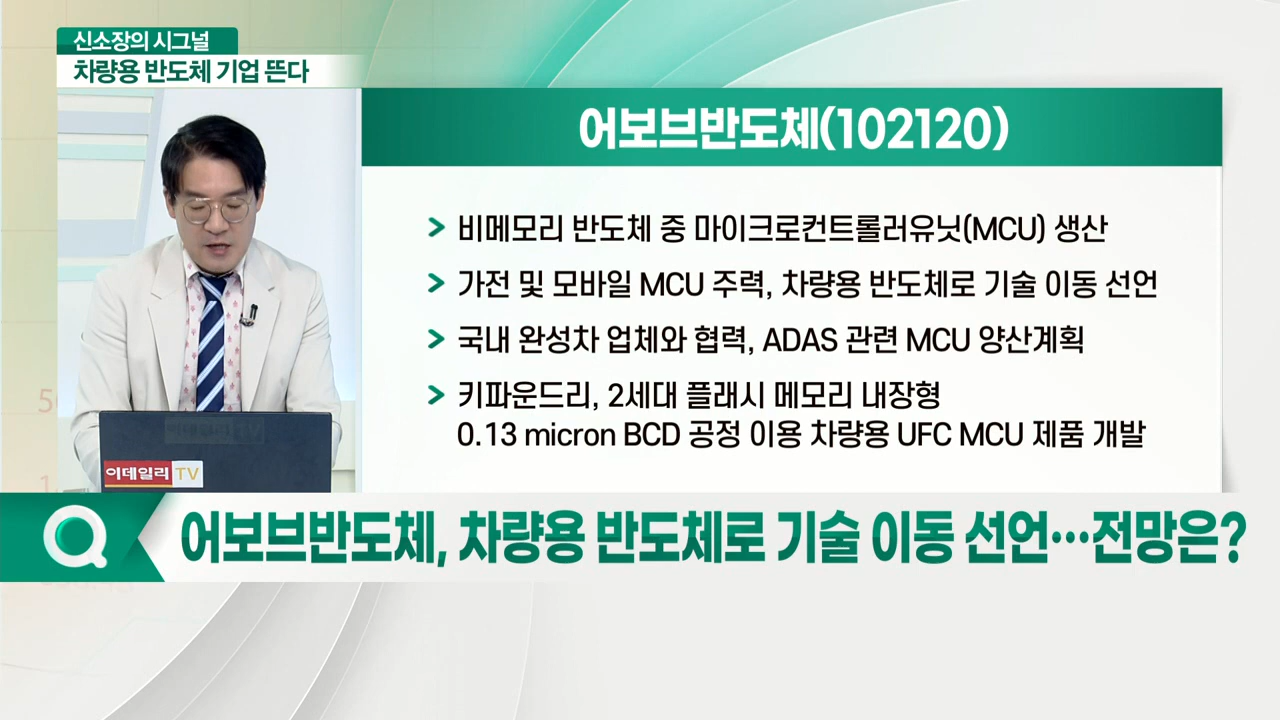 신소장의 시그널
차량용 반도체 기업 뜬다
어보브반도체(102120)
> 비메모리 반도체 중 마이크로컨트롤러유닛(MCU) 생산
> 가전 및 모바일 MCU 주력, 차량용 반도체로 기술 이동 선언
> 국내 완성차 업체와 협력, ADAS 관련 MCU 양산계획
> 키파운드리, 2세대 플래시 메모리 내장형
0.13 micron BCD 공정 이용 차량용 UFC MCU 제품 개발
이데일리 TV
Q 어보브반도체, 차량용 반도체로 기술 이동 선언…전망은?